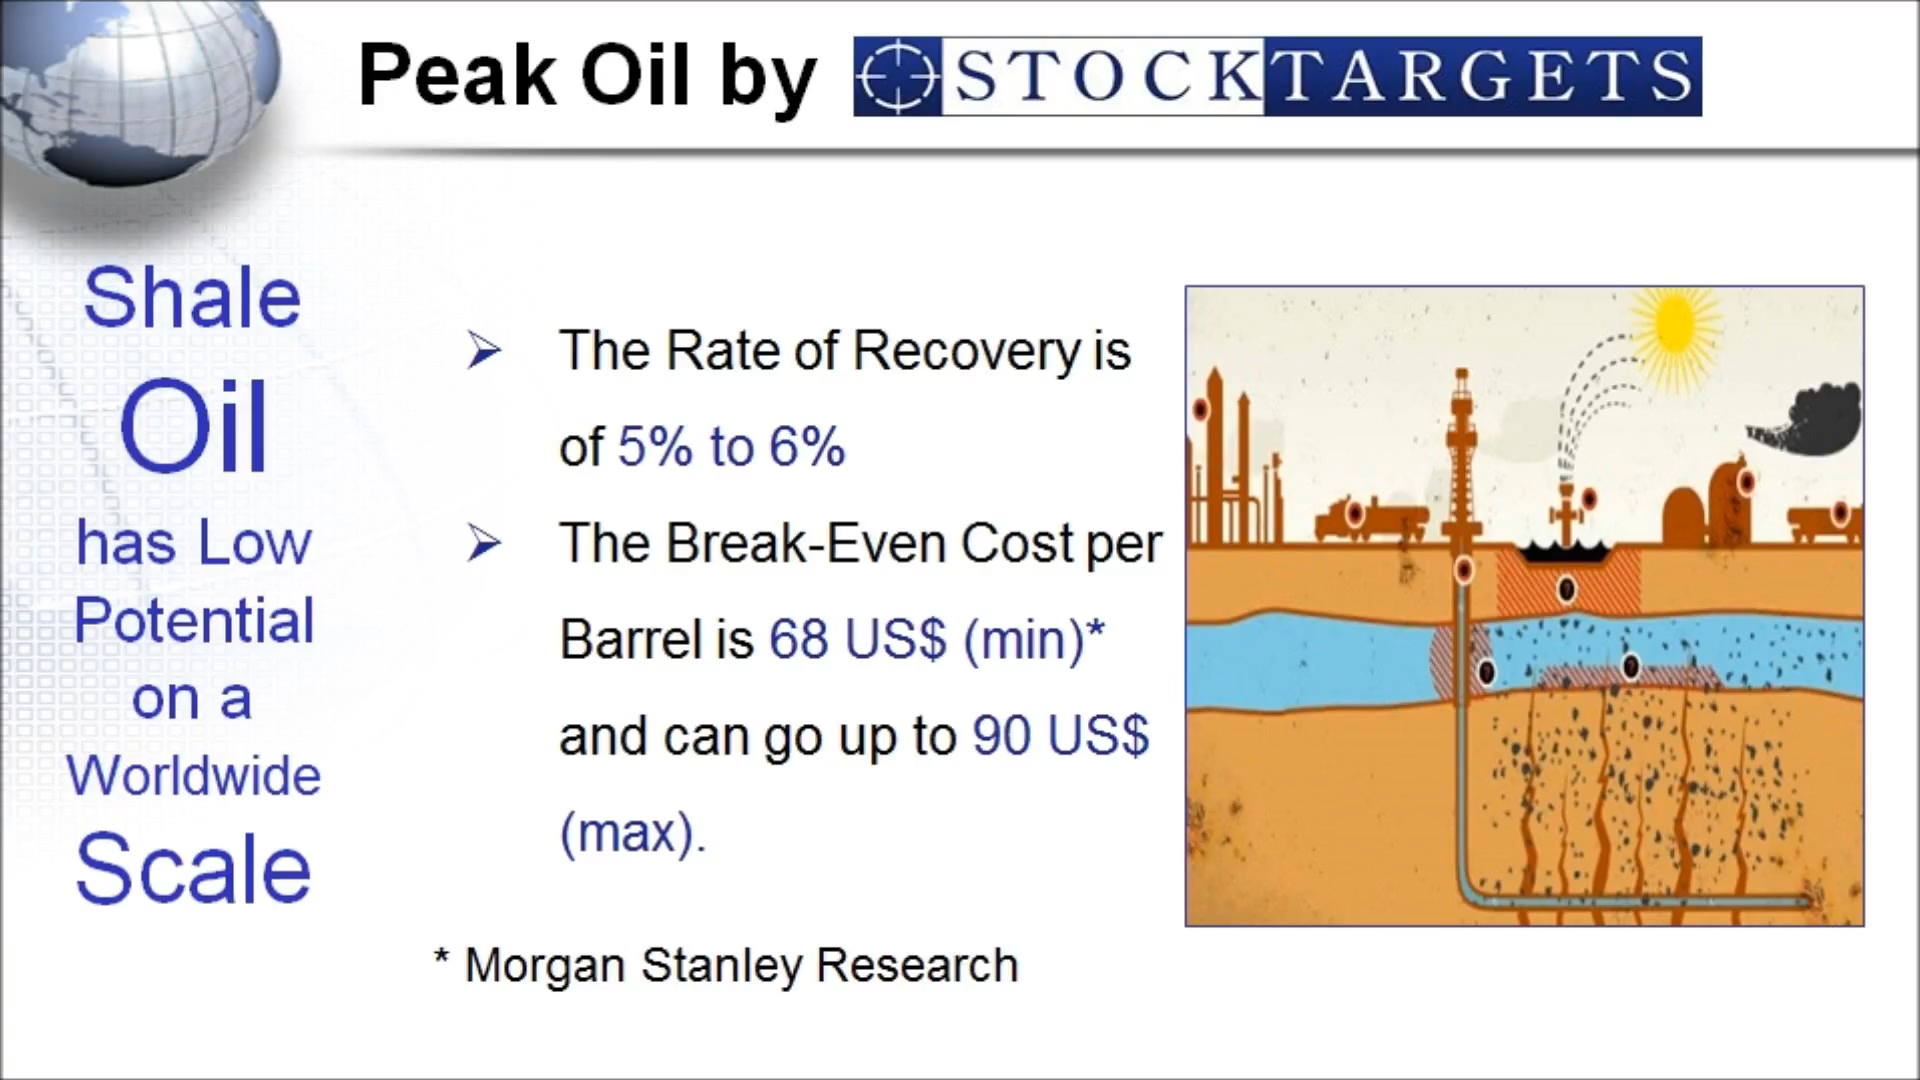 Peak Oil by STOCKTARGETS
Shale
Oil
has Low
Potential
on a
Worldwide
Scale
The Rate of Recovery is
of 5% to 6%
The Break-Even Cost per
Barrel is 68 US$ (min)*
and can go up to 90 US$
(max).
* Morgan Stanley Research